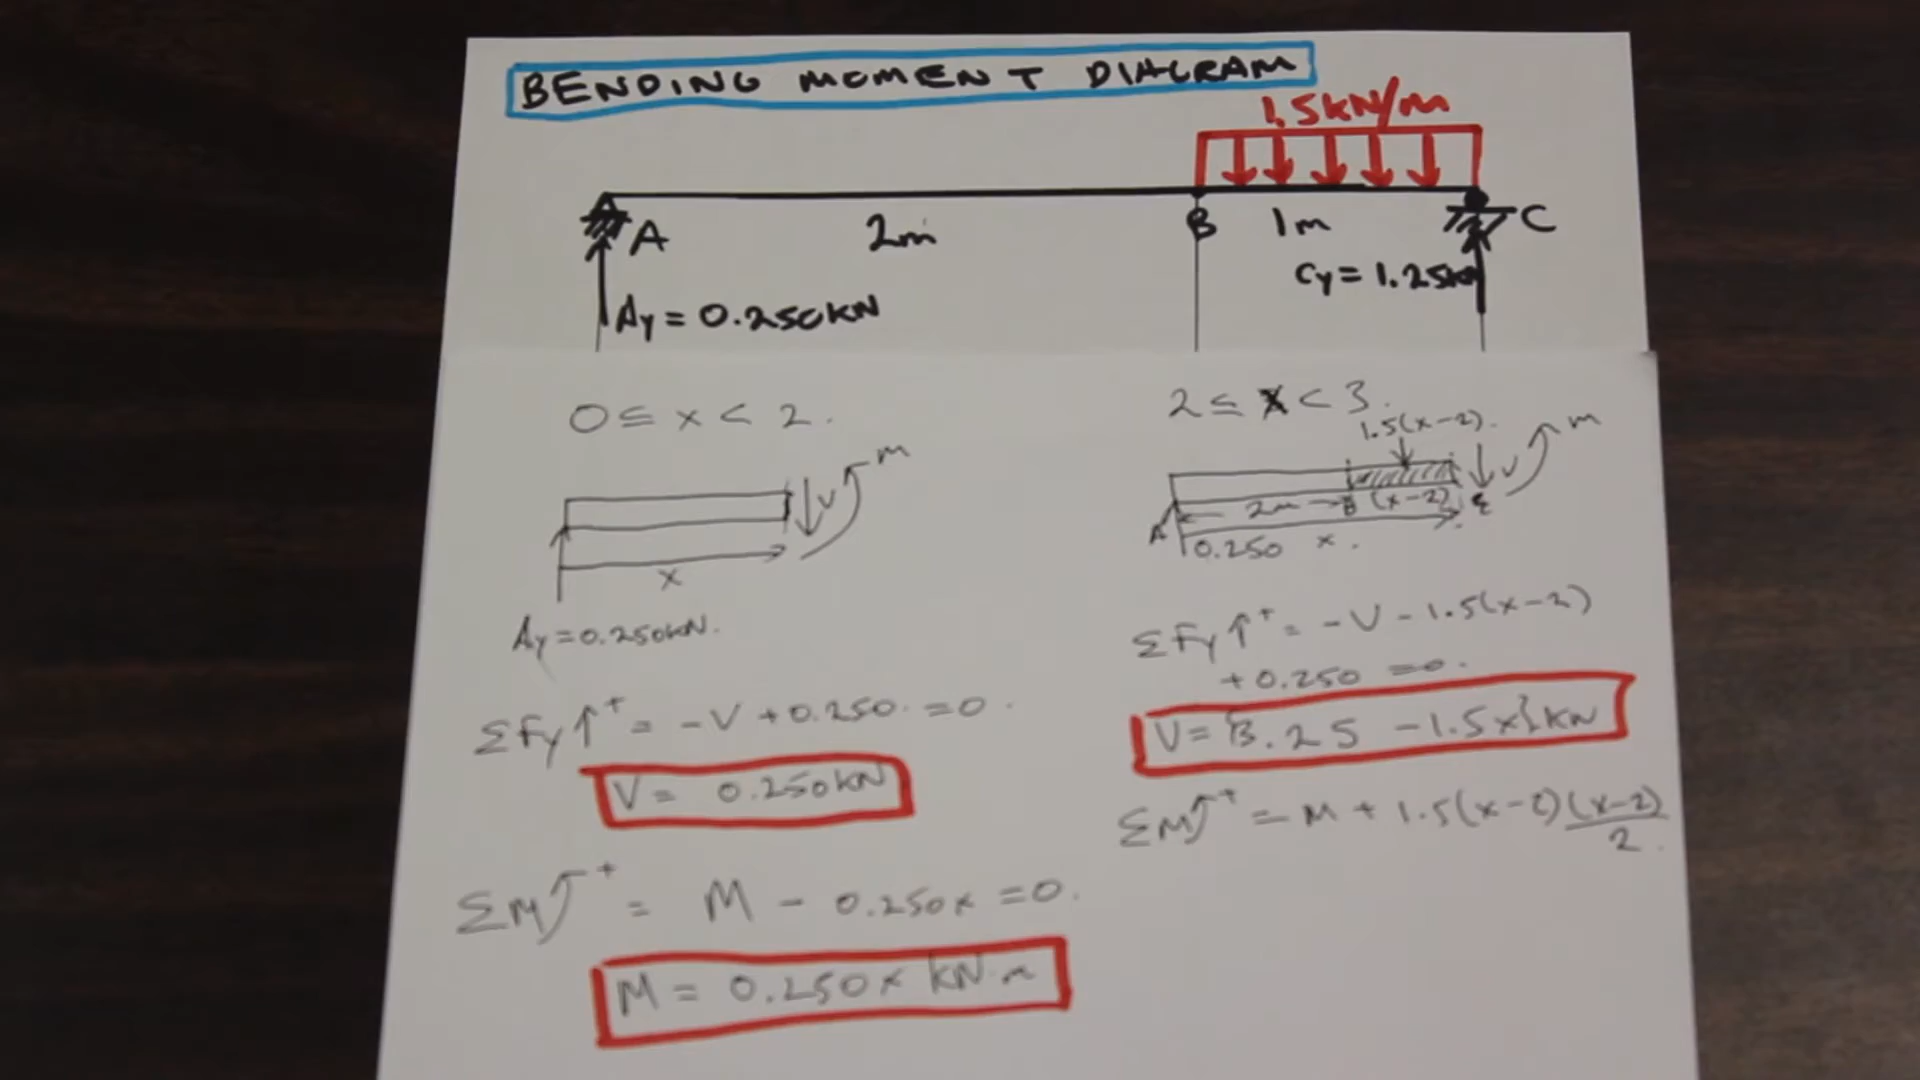 BENDING MOMENT DIAGRAM
1.5kN/m
A
2m
B
1m
C
Cy = 1.25kN
Ay = 0.250kN
0 ≤ x < 2.
2 ≤ x < 3.
1.5(x-2).
M
V
x
Ay = 0.250kN.
M
V
2m
B
(x-2)
A
0.250
x.
ΣFy↑+ = -V + 0.250 = 0.
V = 0.250kN
ΣM+ = M - 0.250x = 0.
M = 0.250x kN·m
ΣFy↑+ = -V - 1.5(x-2)
+ 0.250 = 0.
V = {3.25 - 1.5x}kN
ΣM+ = M + 1.5(x-2)(x-2)/2.